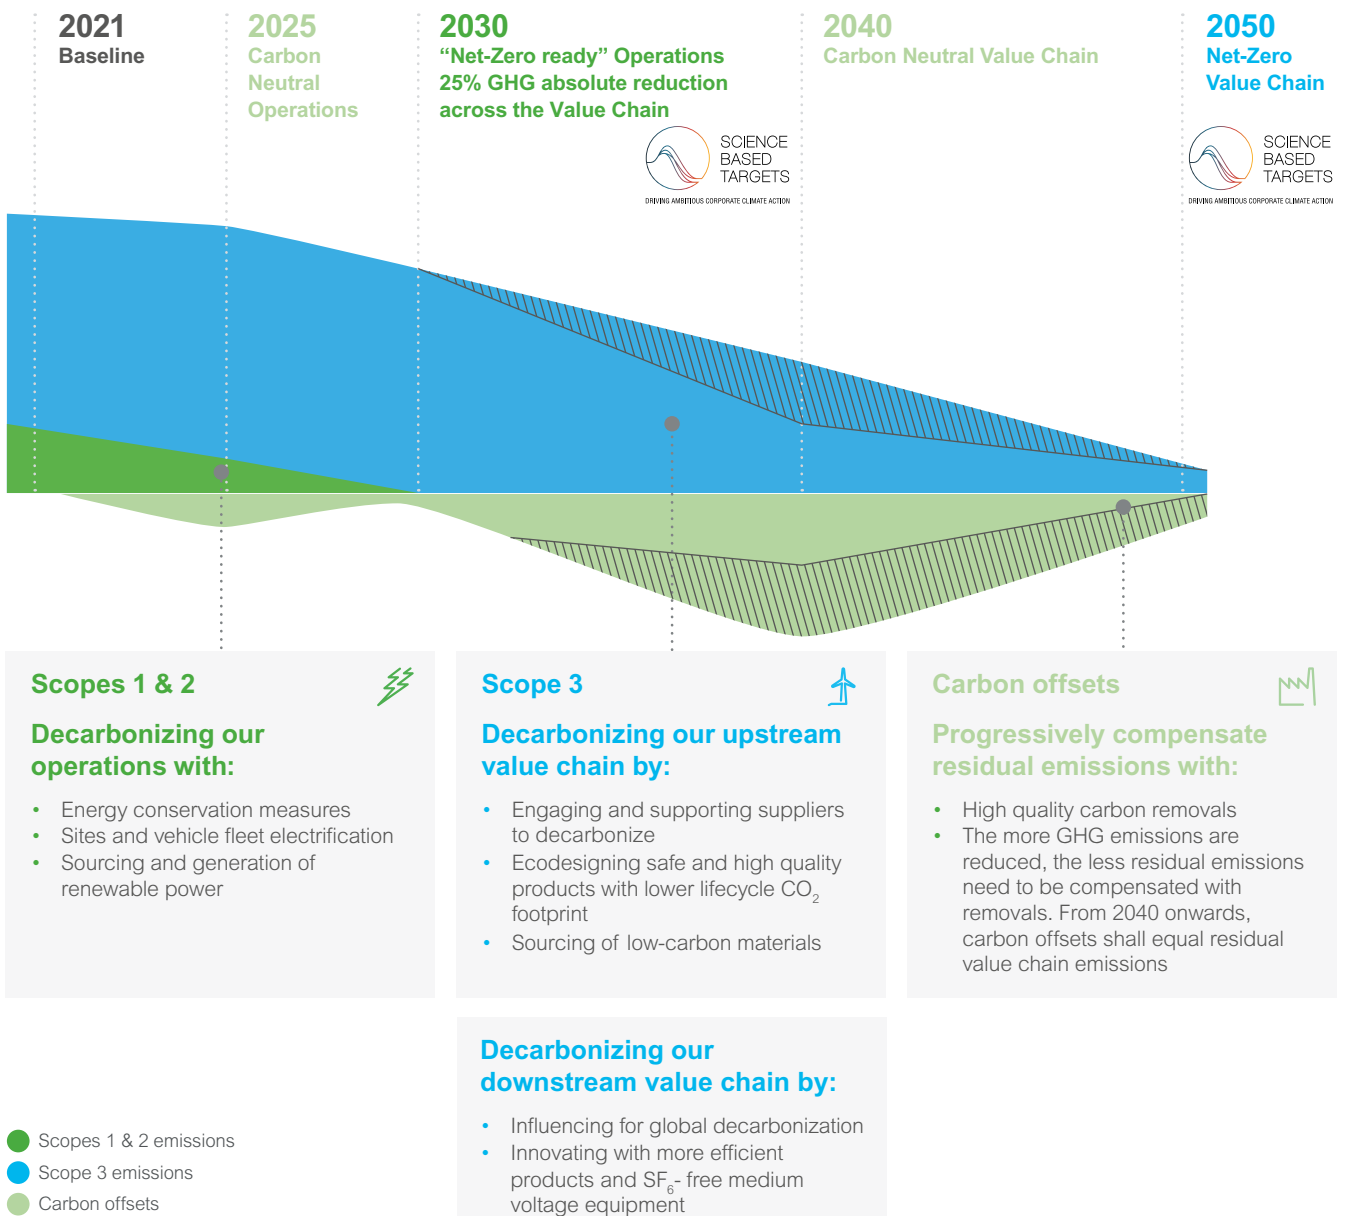 2021
Baseline
2025
Carbon
Neutral
Operations
2030
“Net-Zero ready” Operations
25% GHG absolute reduction
across the Value Chain
SCIENCE
BASED
TARGETS
DRIVING AMBITIOUS CORPORATE CLIMATE ACTION
2040
Carbon Neutral Value Chain
2050
Net-Zero
Value Chain
SCIENCE
BASED
TARGETS
DRIVING AMBITIOUS CORPORATE CLIMATE ACTION
Scopes 1 & 2
Decarbonizing our
operations with:
• Energy conservation measures
• Sites and vehicle fleet electrification
• Sourcing and generation of
renewable power
Scope 3
Decarbonizing our upstream
value chain by:
• Engaging and supporting suppliers
to decarbonize
• Ecodesigning safe and high quality
products with lower lifecycle CO₂
footprint
• Sourcing of low-carbon materials
Carbon offsets
Progressively compensate
residual emissions with:
• High quality carbon removals
• The more GHG emissions are
reduced, the less residual emissions
need to be compensated with
removals. From 2040 onwards,
carbon offsets shall equal residual
value chain emissions
Decarbonizing our
downstream value chain by:
• Influencing for global decarbonization
• Innovating with more efficient
products and SF₆- free medium
voltage equipment
Scopes 1 & 2 emissions
Scope 3 emissions
Carbon offsets